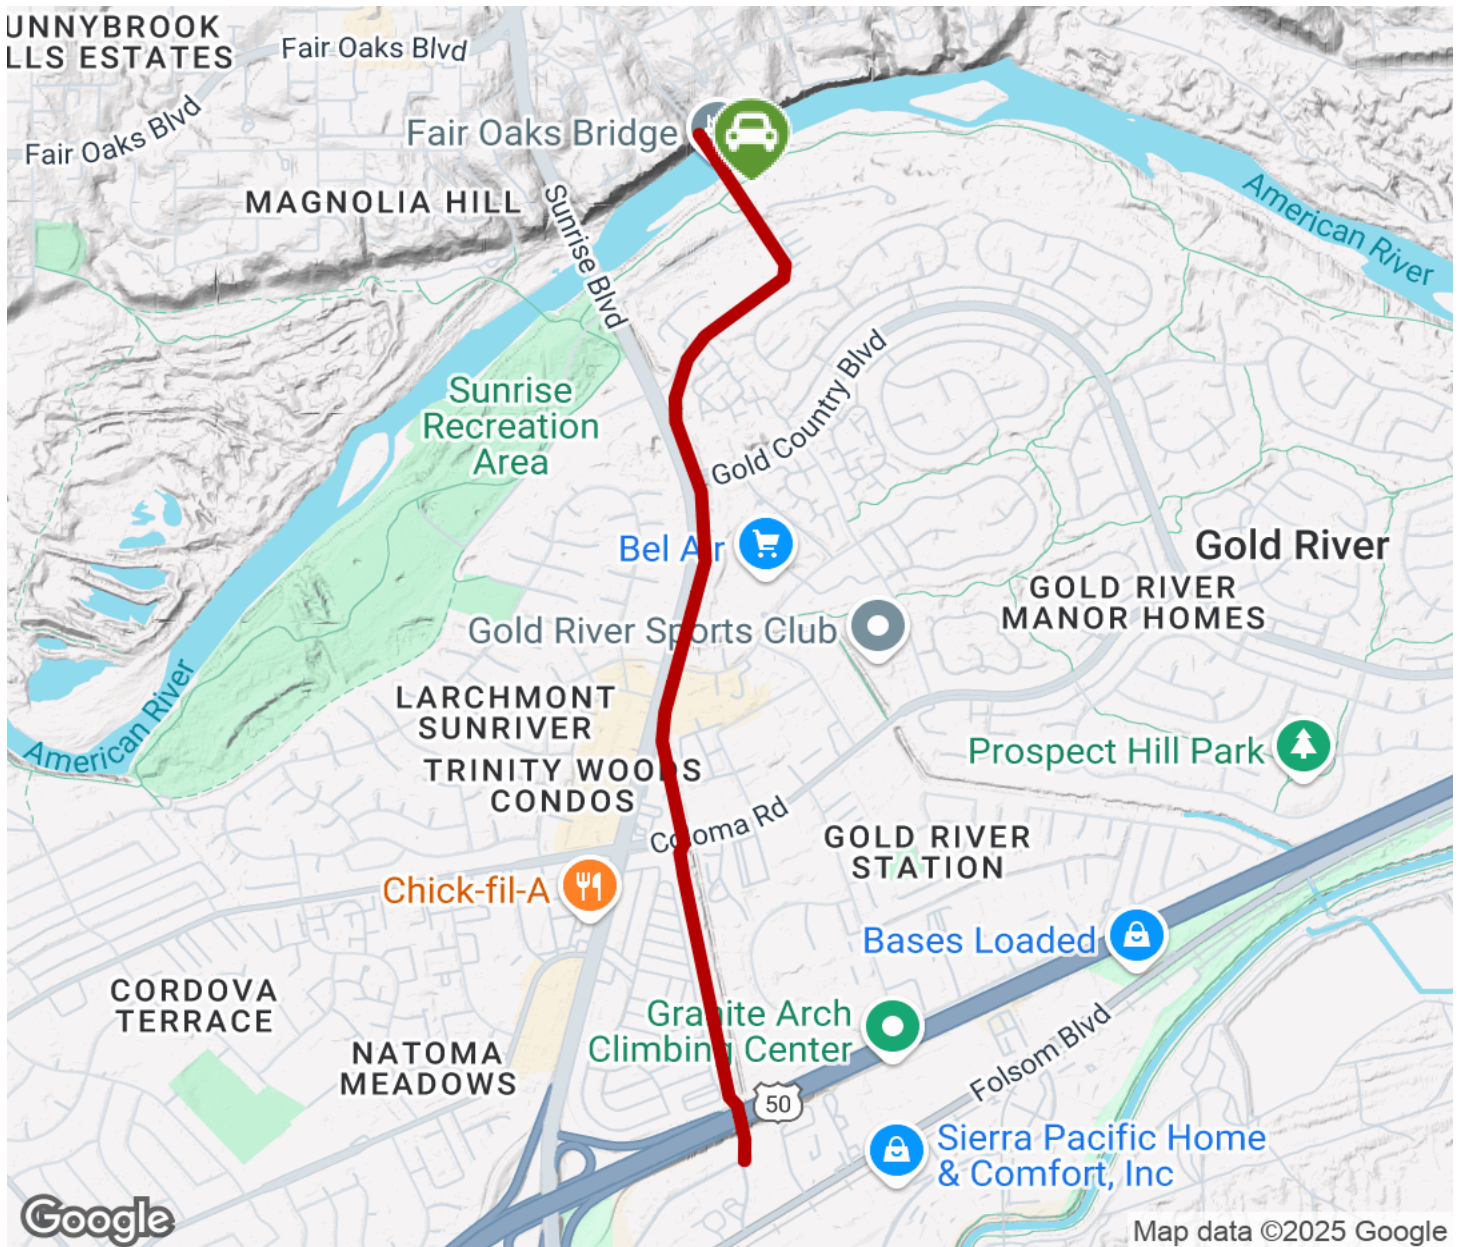 UNNYBROOK
LLS ESTATES
Fair Oaks Blvd
Fair Oaks Blvd
Fair Oaks Bridge
MAGNOLIA HILL
Sunrise Blvd
American River
Sunrise
Recreation
Area
Gold Country Blvd
Bel Air
Gold River
GOLD RIVER
MANOR HOMES
Gold River Sports Club
American River
LARCHMONT
SUNRIVER
TRINITY WOODS
CONDOS
Prospect Hill Park
Coloma Rd
GOLD RIVER
STATION
Chick-fil-A
Bases Loaded
CORDOVA
TERRACE
Granite Arch
Climbing Center
NATOMA
MEADOWS
Folsom Blvd
50
Sierra Pacific Home
& Comfort, Inc
Google
Map data ©2025 Google